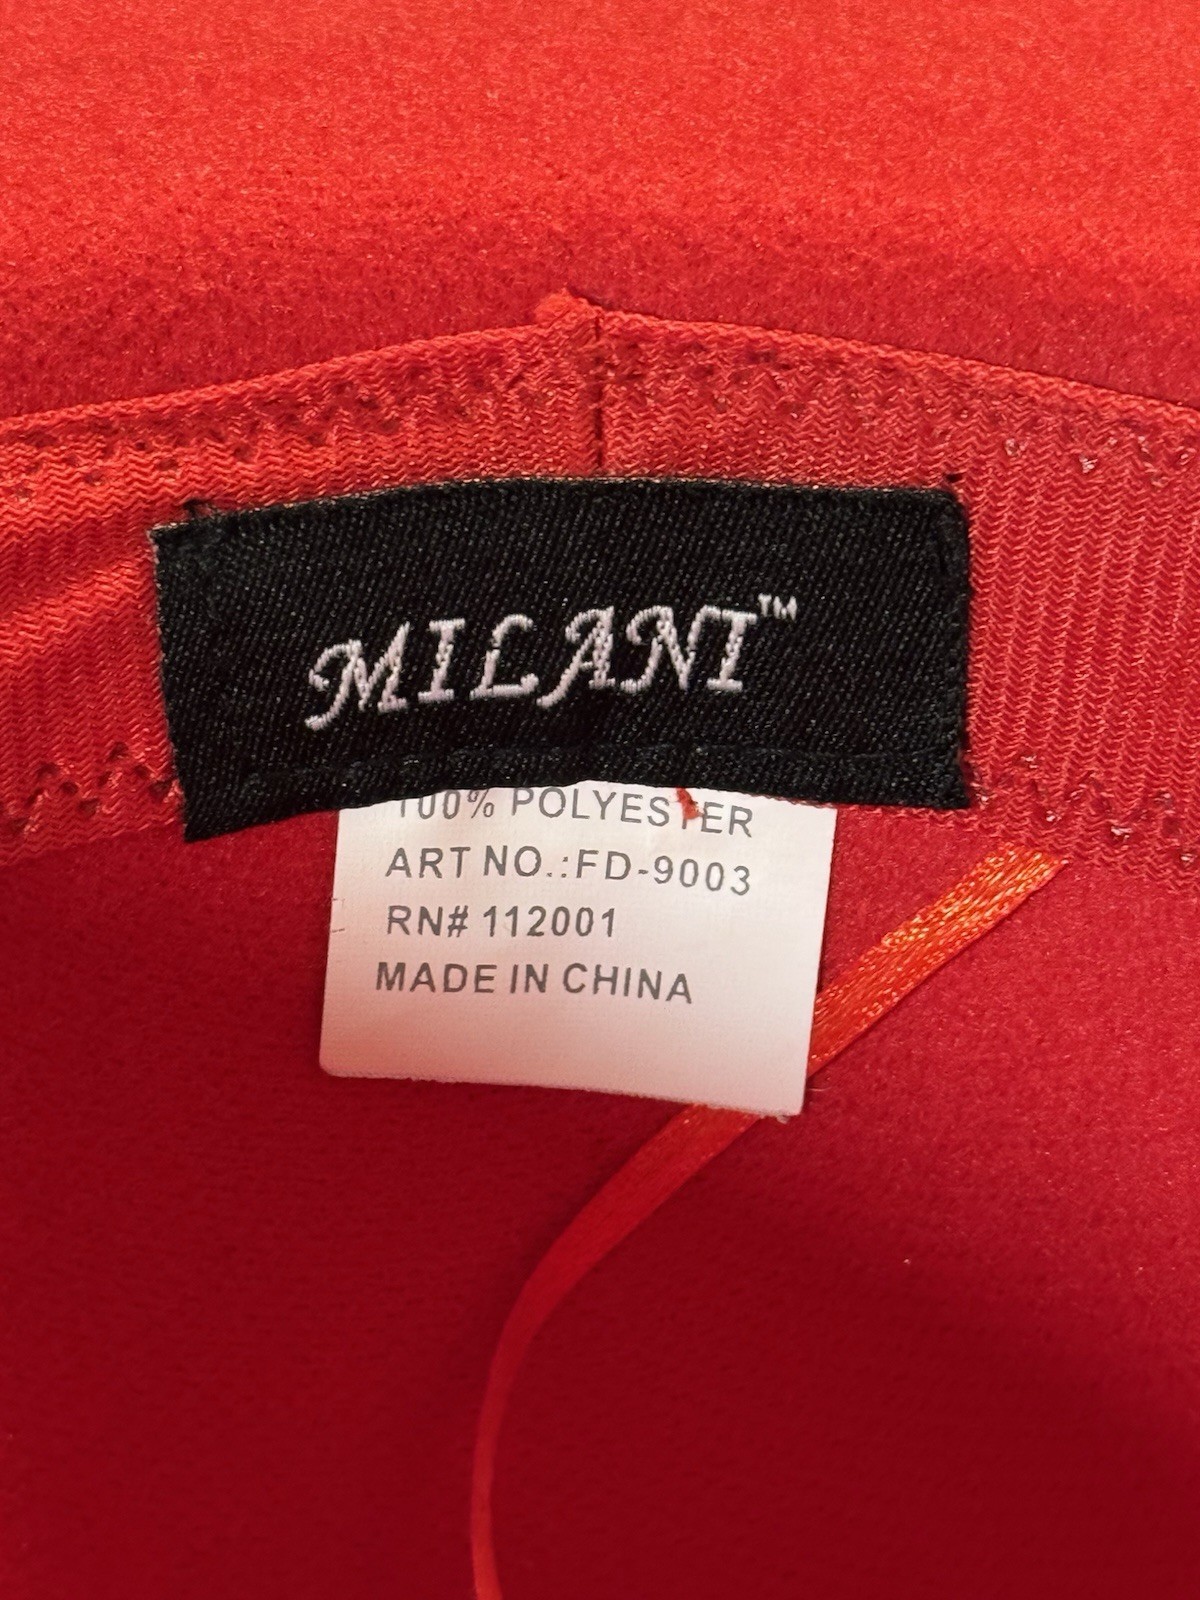 MILANI™
100% POLYESTER
ART NO.:FD-9003
RN# 112001
MADE IN CHINA